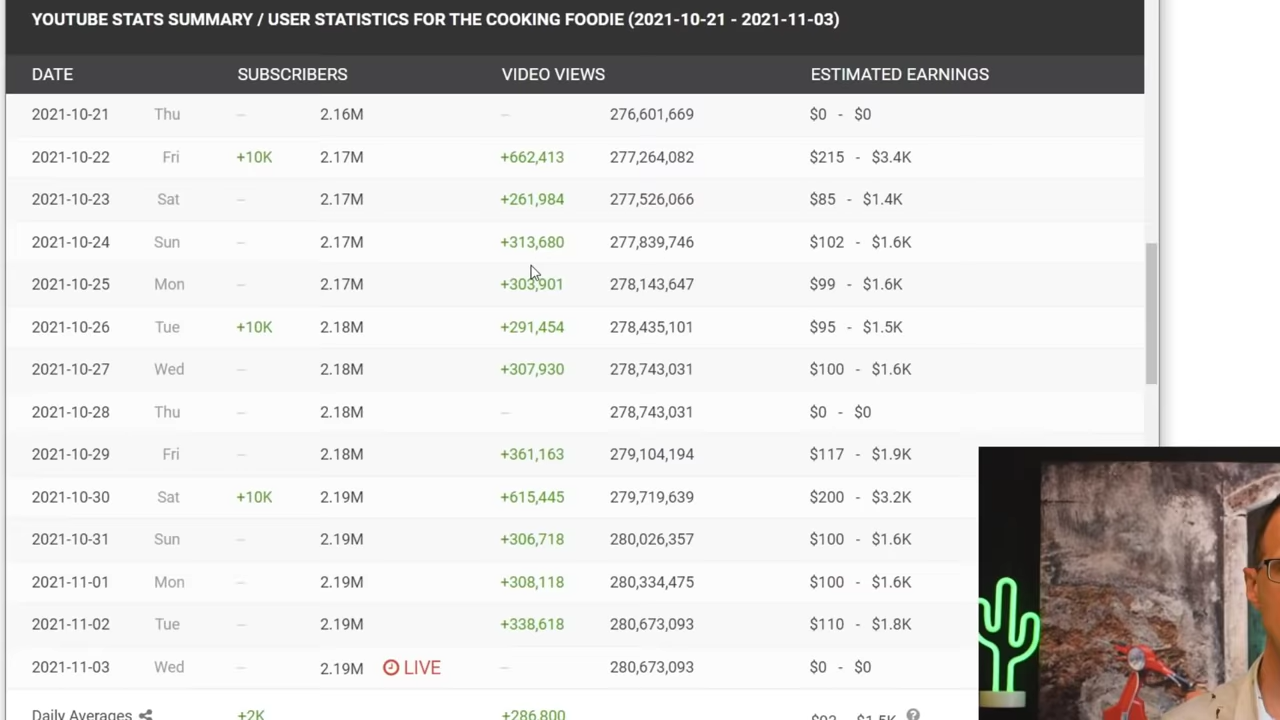 YOUTUBE STATS SUMMARY / USER STATISTICS FOR THE COOKING FOODIE (2021-10-21 - 2021-11-03)
DATE SUBSCRIBERS VIDEO VIEWS ESTIMATED EARNINGS
2021-10-21 Thu – 2.16M – 276,601,669 $0 - $0
2021-10-22 Fri +10K 2.17M +662,413 277,264,082 $215 - $3.4K
2021-10-23 Sat – 2.17M +261,984 277,526,066 $85 - $1.4K
2021-10-24 Sun – 2.17M +313,680 277,839,746 $102 - $1.6K
2021-10-25 Mon – 2.17M +303,901 278,143,647 $99 - $1.6K
2021-10-26 Tue +10K 2.18M +291,454 278,435,101 $95 - $1.5K
2021-10-27 Wed – 2.18M +307,930 278,743,031 $100 - $1.6K
2021-10-28 Thu – 2.18M – 278,743,031 $0 - $0
2021-10-29 Fri – 2.18M +361,163 279,104,194 $117 - $1.9K
2021-10-30 Sat +10K 2.19M +615,445 279,719,639 $200 - $3.2K
2021-10-31 Sun – 2.19M +306,718 280,026,357 $100 - $1.6K
2021-11-01 Mon – 2.19M +308,118 280,334,475 $100 - $1.6K
2021-11-02 Tue – 2.19M +338,618 280,673,093 $110 - $1.8K
2021-11-03 Wed – 2.19M LIVE – 280,673,093 $0 - $0
Daily Averages +2K +286,800 - $1.5K ?